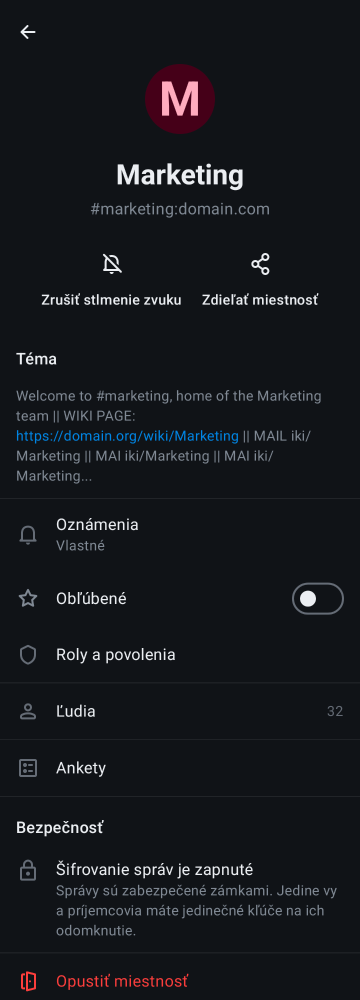 M
Marketing
#marketing:domain.com
Zrušiť stlmenie zvuku
Zdieľať miestnosť
Téma
Welcome to #marketing, home of the Marketing
team || WIKI PAGE:
https://domain.org/wiki/Marketing || MAIL iki/
Marketing || MAI iki/Marketing || MAI iki/
Marketing...
Oznámenia
Vlastné
Obľúbené
Roly a povolenia
Ľudia 32
Ankety
Bezpečnosť
Šifrovanie správ je zapnuté
Správy sú zabezpečené zámkami. Jedine vy
a príjemcovia máte jedinečné kľúče na ich
odomknutie.
Opustiť miestnosť